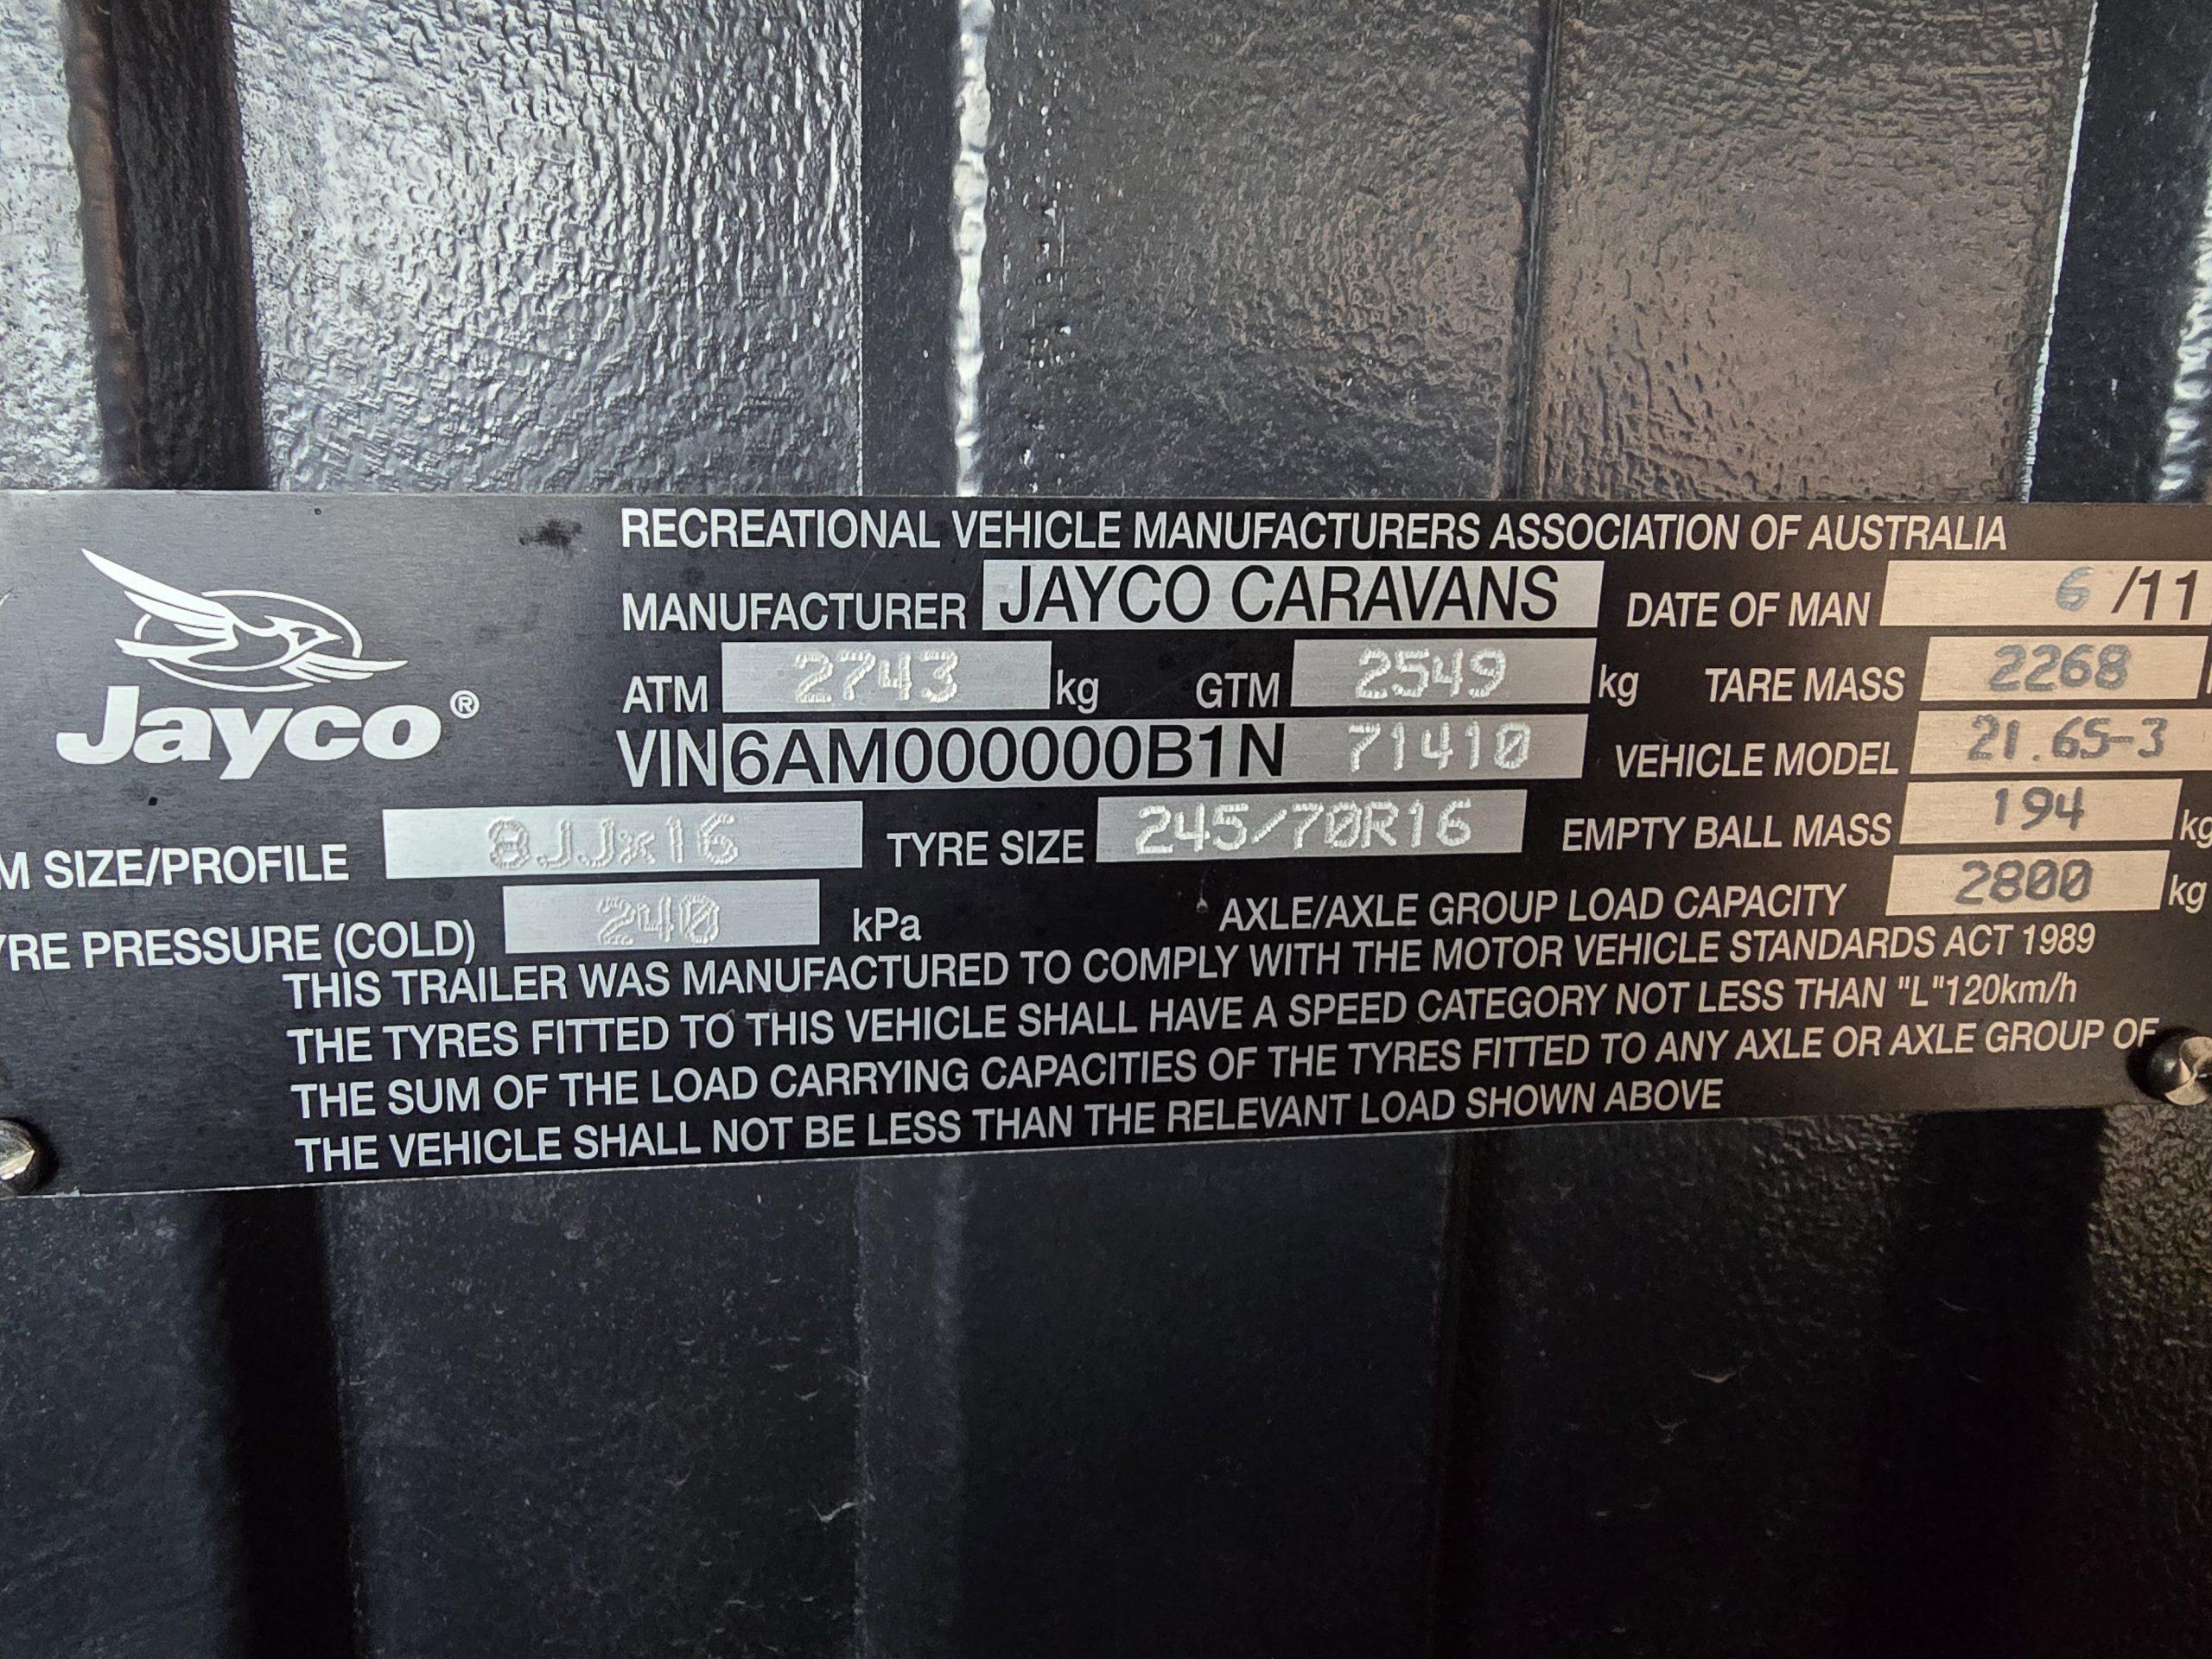 RECREATIONAL VEHICLE MANUFACTURERS ASSOCIATION OF AUSTRALIA
Jayco®
MANUFACTURER JAYCO CARAVANS DATE OF MAN 6 /11
ATM 2743 kg GTM 2549 kg TARE MASS 2268
VIN 6AM000000B1N 71410 VEHICLE MODEL 21.65-3
M SIZE/PROFILE 8JJx16 TYRE SIZE 245/70R16 EMPTY BALL MASS 194 kg
YRE PRESSURE (COLD) 240 kPa AXLE/AXLE GROUP LOAD CAPACITY 2800 kg
THIS TRAILER WAS MANUFACTURED TO COMPLY WITH THE MOTOR VEHICLE STANDARDS ACT 1989
THE TYRES FITTED TO THIS VEHICLE SHALL HAVE A SPEED CATEGORY NOT LESS THAN "L"120km/h
THE SUM OF THE LOAD CARRYING CAPACITIES OF THE TYRES FITTED TO ANY AXLE OR AXLE GROUP OF
THE VEHICLE SHALL NOT BE LESS THAN THE RELEVANT LOAD SHOWN ABOVE